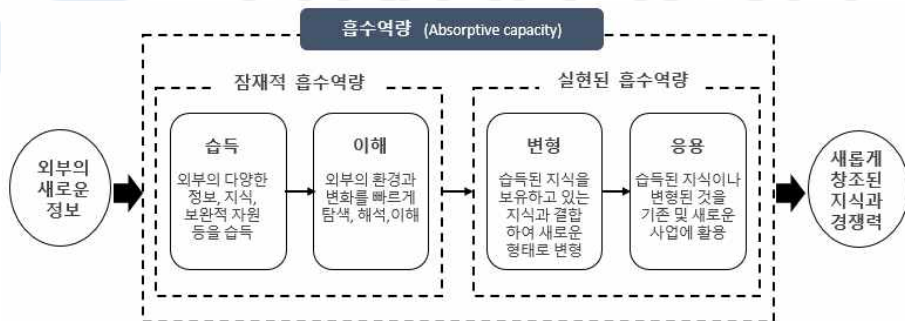 흡수역량 (Absorptive capacity)
잠재적 흡수역량
실현된 흡수역량
외부의
새로운
정보
습득
외부의 다양한
정보, 지식,
보완적 자원
등을 습득
이해
외부의 환경과
변화를 빠르게
탐색, 해석,이해
변형
습득된 지식을
보유하고 있는
지식과 결합
하여 새로운
형태로 변형
응용
습득된 지식이나
변형된 것을
기존 및 새로운
사업에 활용
새롭게
창조된
지식과
경쟁력